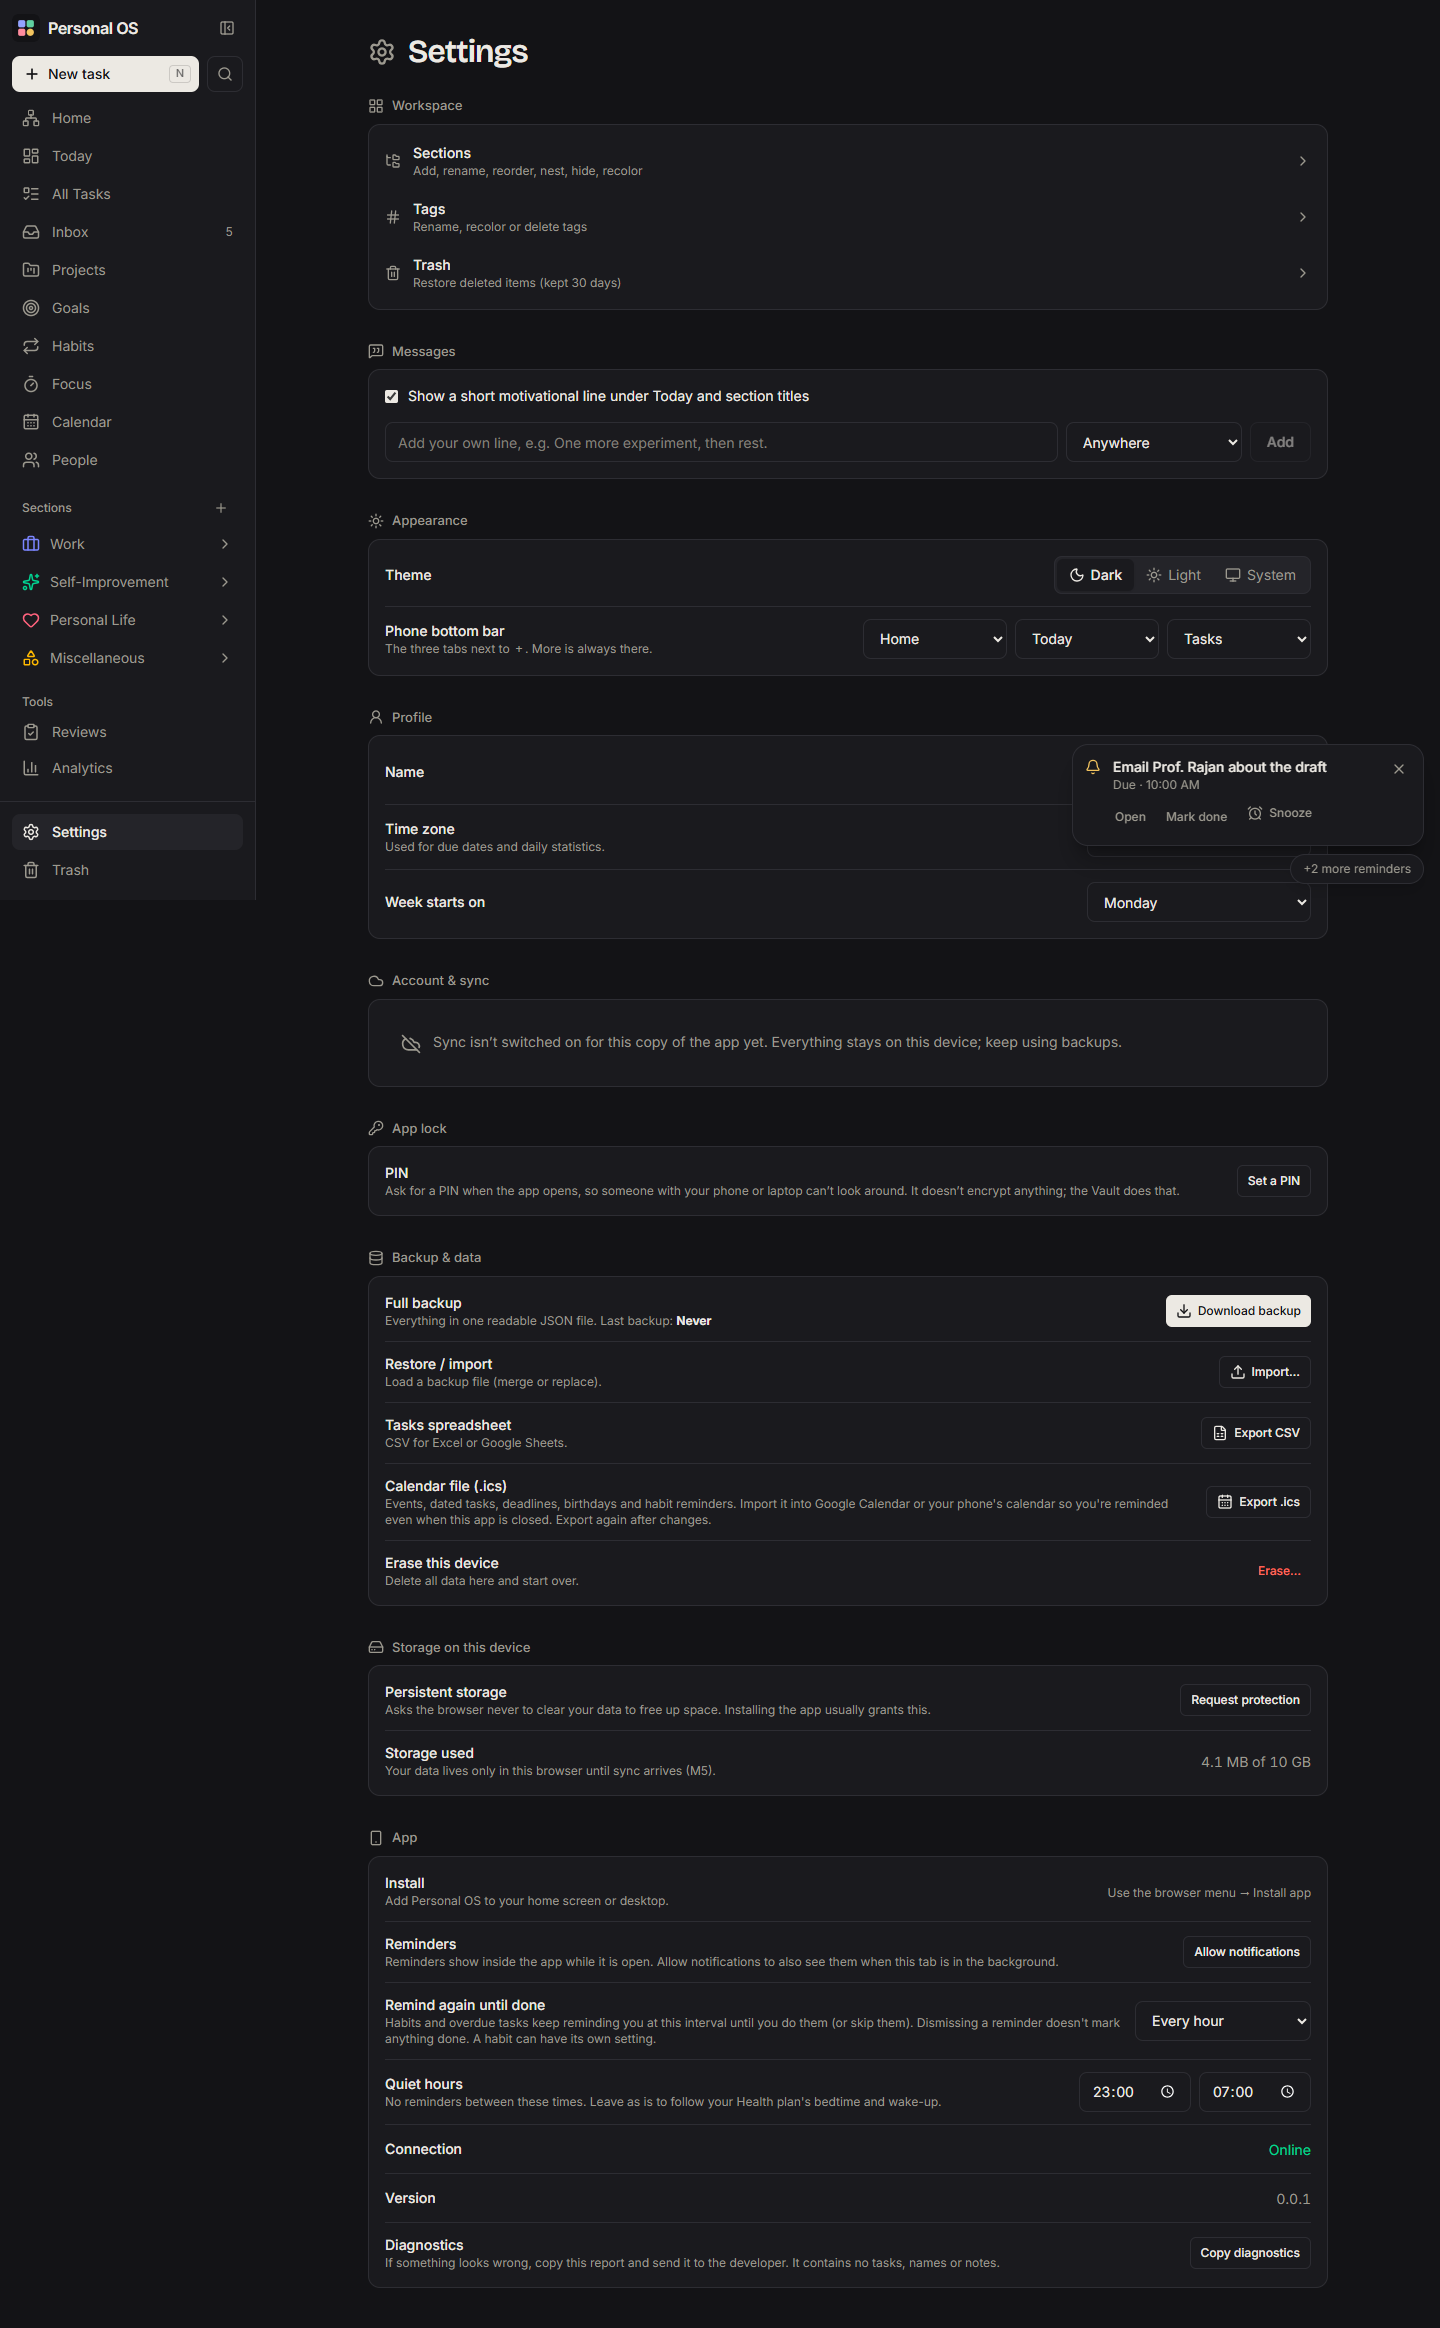 Personal OS
New task N
Home
Today
All Tasks
Inbox 5
Projects
Goals
Habits
Focus
Calendar
People
Sections
Work
Self-Improvement
Personal Life
Miscellaneous
Tools
Reviews
Analytics
Settings
Trash
Settings
Workspace
Sections
Add, rename, reorder, nest, hide, recolor
Tags
Rename, recolor or delete tags
Trash
Restore deleted items (kept 30 days)
Messages
Show a short motivational line under Today and section titles
Add your own line, e.g. One more experiment, then rest. Anywhere Add
Appearance
Theme Dark Light System
Phone bottom bar
The three tabs next to +. More is always there.
Home Today Tasks
Profile
Name
Time zone
Used for due dates and daily statistics.
Week starts on Monday
Email Prof. Rajan about the draft
Due · 10:00 AM
Open Mark done Snooze
+2 more reminders
Account & sync
Sync isn’t switched on for this copy of the app yet. Everything stays on this device; keep using backups.
App lock
PIN
Ask for a PIN when the app opens, so someone with your phone or laptop can’t look around. It doesn’t encrypt anything; the Vault does that.
Set a PIN
Backup & data
Full backup
Everything in one readable JSON file. Last backup: Never
Download backup
Restore / import
Load a backup file (merge or replace).
Import...
Tasks spreadsheet
CSV for Excel or Google Sheets.
Export CSV
Calendar file (.ics)
Events, dated tasks, deadlines, birthdays and habit reminders. Import it into Google Calendar or your phone's calendar so you're reminded
even when this app is closed. Export again after changes.
Export .ics
Erase this device
Delete all data here and start over.
Erase...
Storage on this device
Persistent storage
Asks the browser never to clear your data to free up space. Installing the app usually grants this.
Request protection
Storage used
Your data lives only in this browser until sync arrives (M5).
4.1 MB of 10 GB
App
Install
Add Personal OS to your home screen or desktop.
Use the browser menu → Install app
Reminders
Reminders show inside the app while it is open. Allow notifications to also see them when this tab is in the background.
Allow notifications
Remind again until done
Habits and overdue tasks keep reminding you at this interval until you do them (or skip them). Dismissing a reminder doesn't mark
anything done. A habit can have its own setting.
Every hour
Quiet hours
No reminders between these times. Leave as is to follow your Health plan's bedtime and wake-up.
23:00 07:00
Connection Online
Version 0.0.1
Diagnostics
If something looks wrong, copy this report and send it to the developer. It contains no tasks, names or notes.
Copy diagnostics